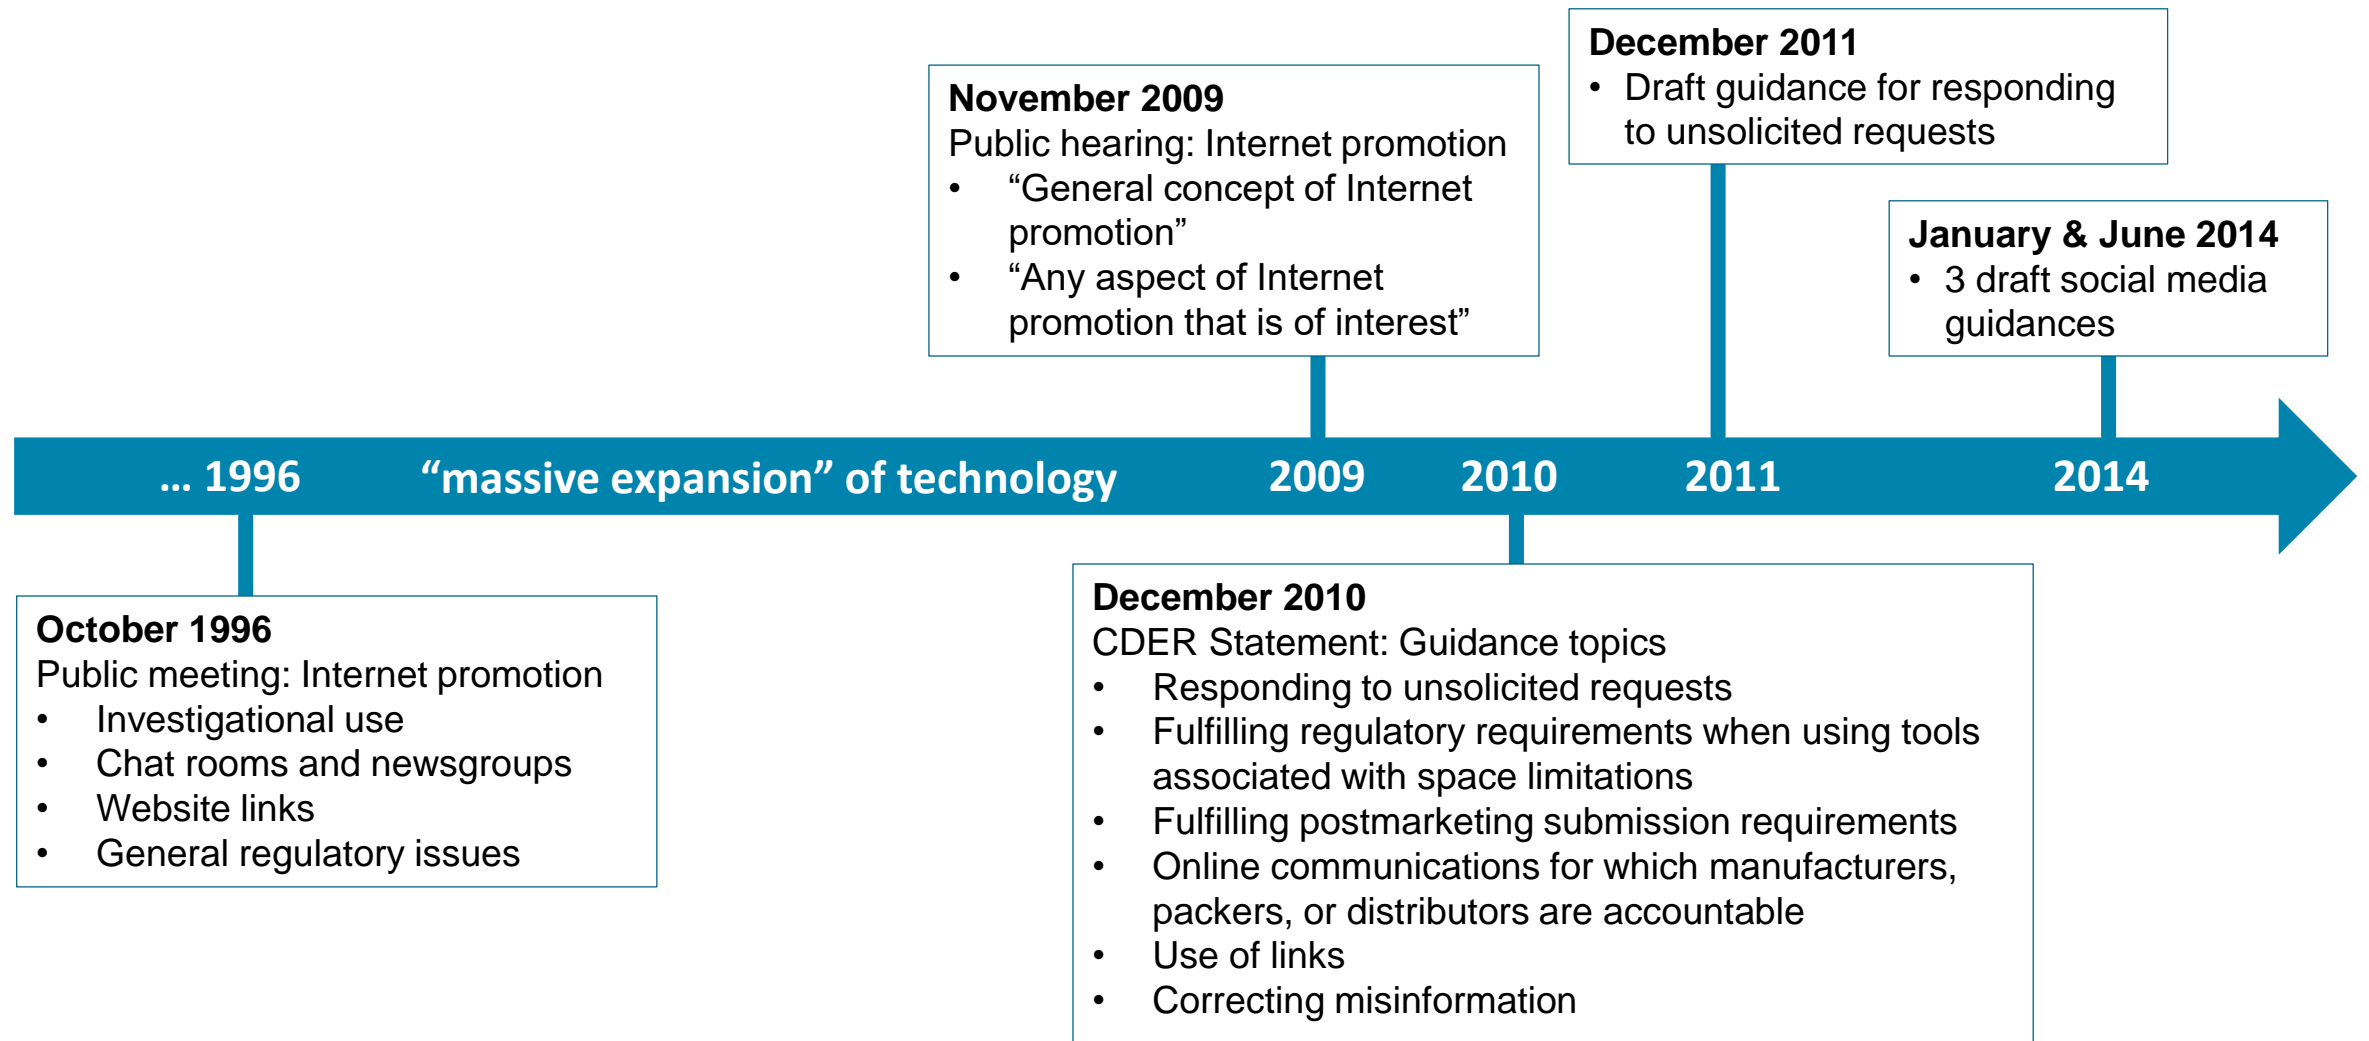 December 2011
• Draft guidance for responding
to unsolicited requests
November 2009
Public hearing: Internet promotion
• “General concept of Internet
promotion”
• “Any aspect of Internet
promotion that is of interest”
January & June 2014
• 3 draft social media
guidances
... 1996 “massive expansion” of technology 2009 2010 2011 2014
October 1996
Public meeting: Internet promotion
• Investigational use
• Chat rooms and newsgroups
• Website links
• General regulatory issues
December 2010
CDER Statement: Guidance topics
• Responding to unsolicited requests
• Fulfilling regulatory requirements when using tools
associated with space limitations
• Fulfilling postmarketing submission requirements
• Online communications for which manufacturers,
packers, or distributors are accountable
• Use of links
• Correcting misinformation